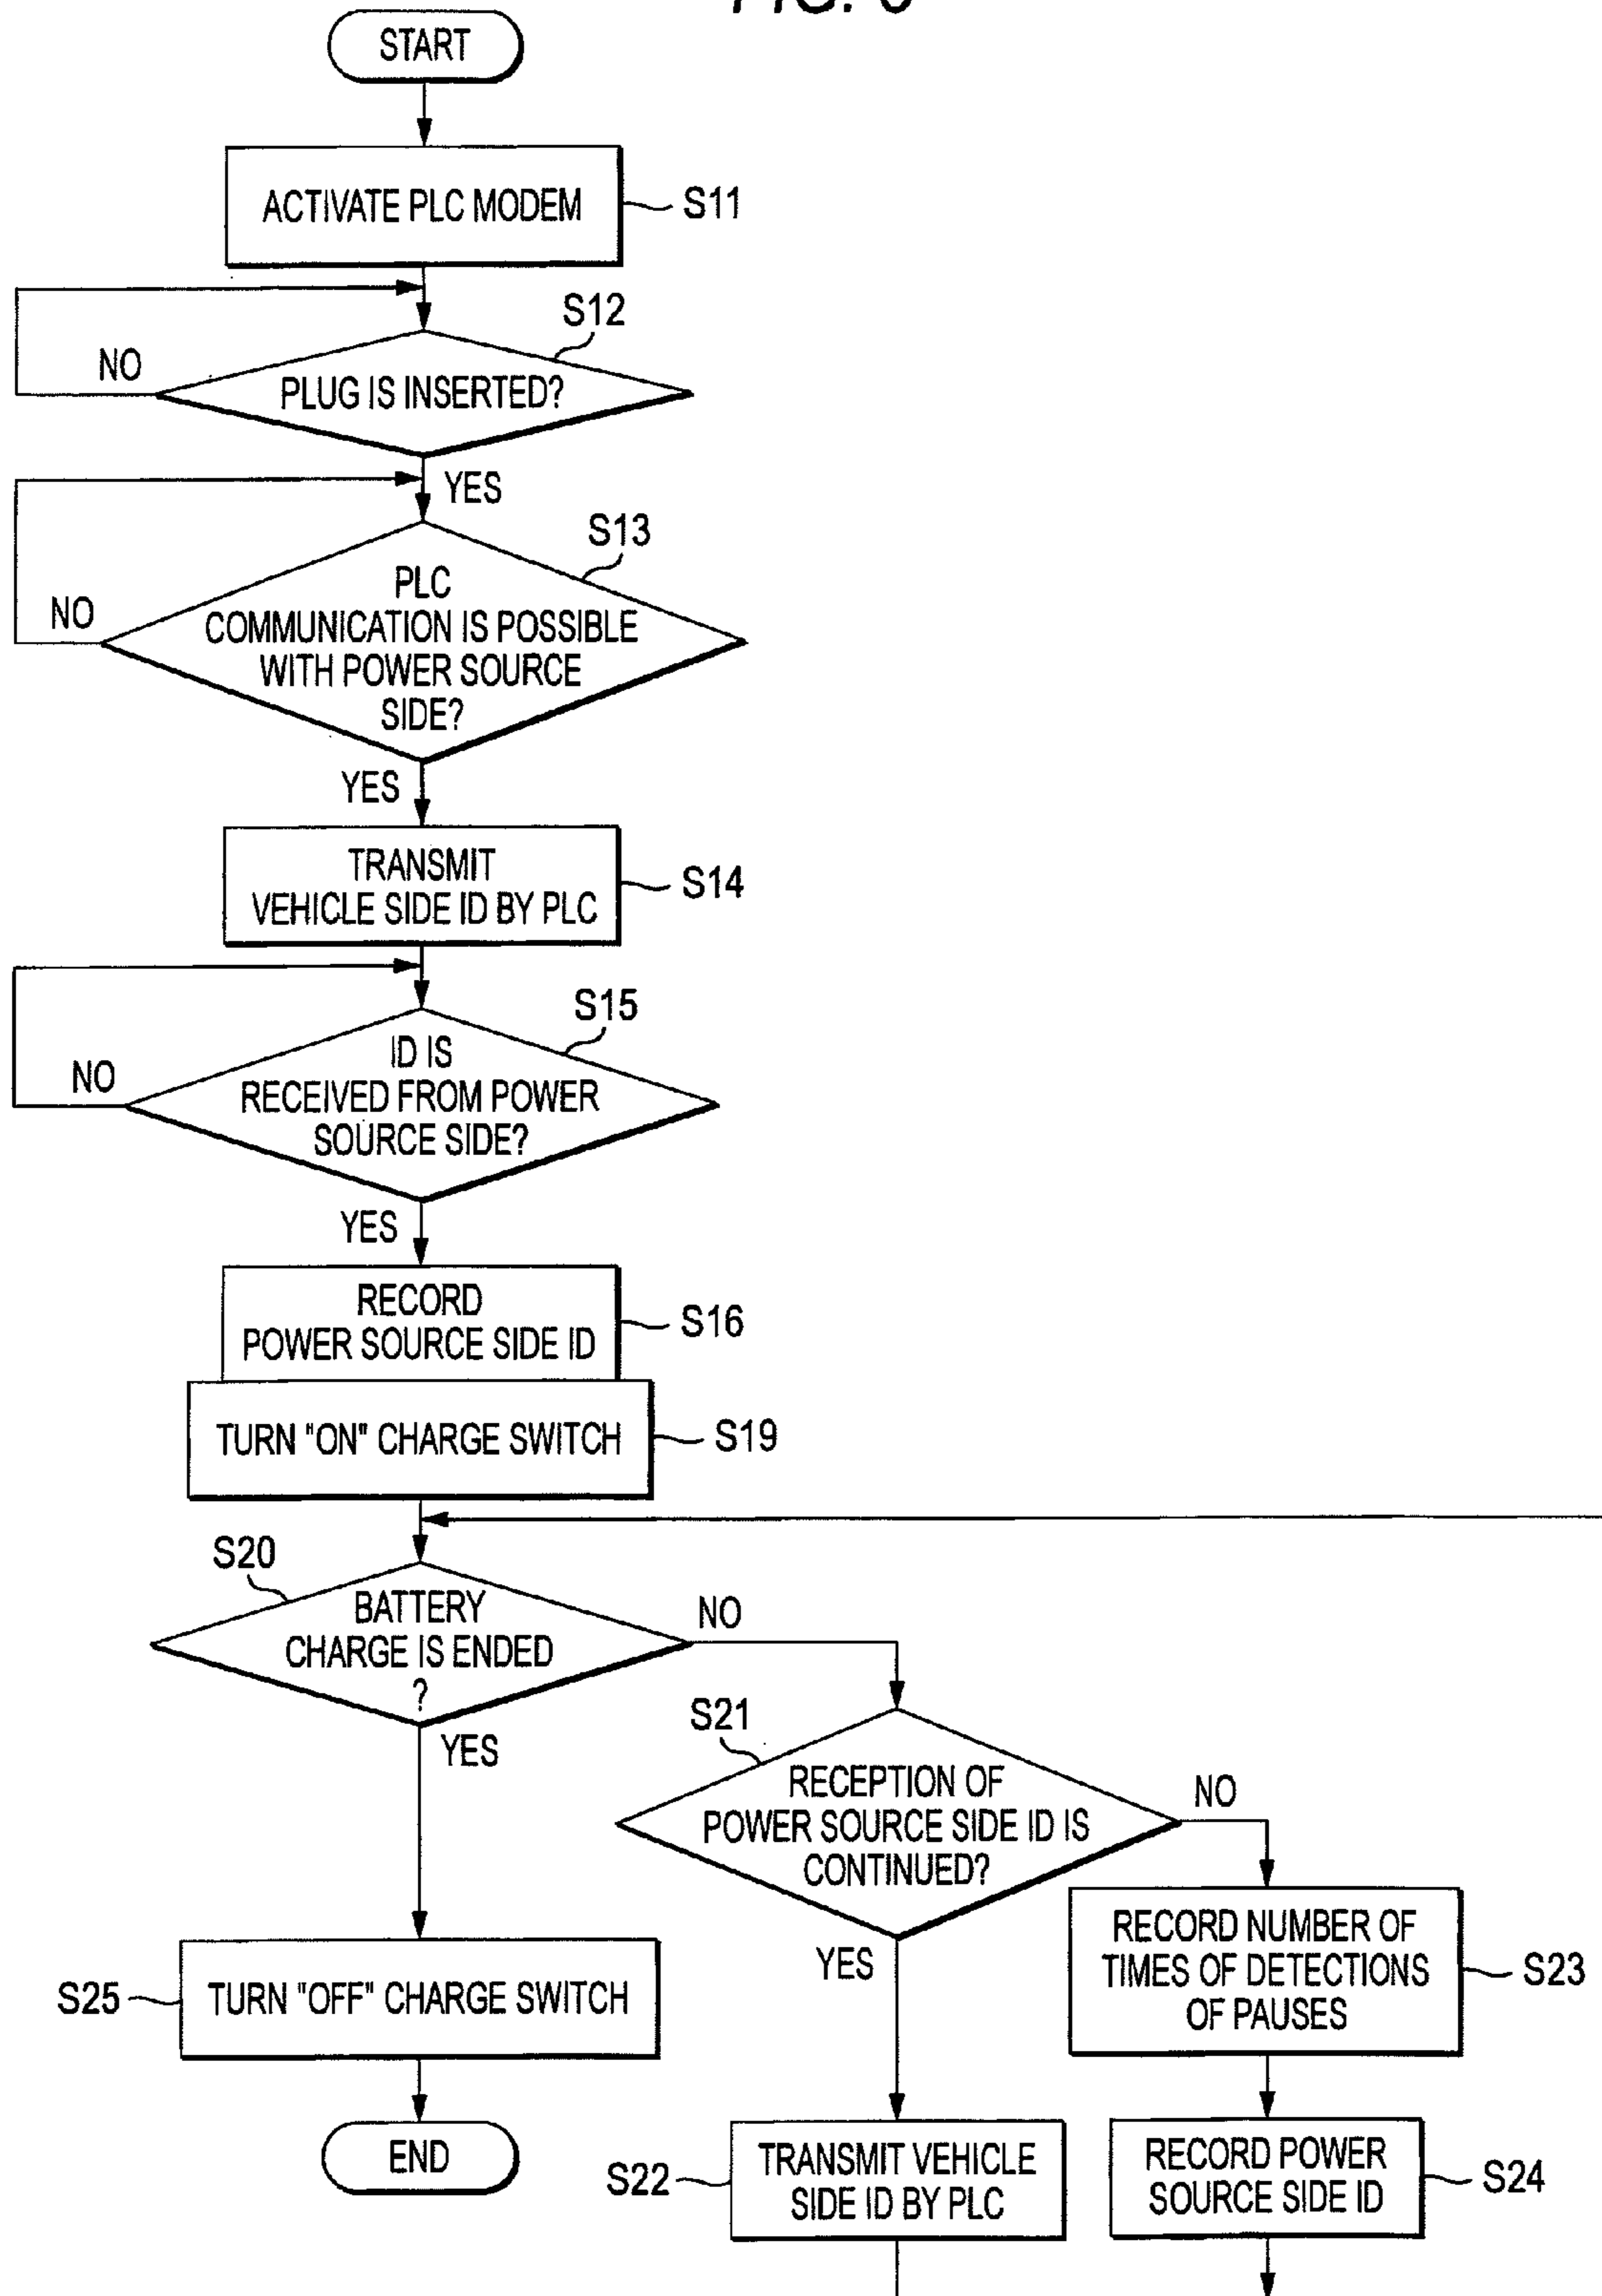 START
ACTIVATE PLC MODEM
S11
S12
NO
PLUG IS INSERTED?
YES
S13
NO
PLC
COMMUNICATION IS POSSIBLE
WITH POWER SOURCE
SIDE?
YES
TRANSMIT
VEHICLE SIDE ID BY PLC
S14
S15
NO
ID IS
RECEIVED FROM POWER
SOURCE SIDE?
YES
RECORD
POWER SOURCE SIDE ID
S16
TURN "ON" CHARGE SWITCH
S19
S20
BATTERY
CHARGE IS ENDED
?
NO
YES
S21
RECEPTION OF
POWER SOURCE SIDE ID IS
CONTINUED?
NO
YES
RECORD NUMBER OF
TIMES OF DETECTIONS
OF PAUSES
S23
S25
TURN "OFF" CHARGE SWITCH
END
S22
TRANSMIT VEHICLE
SIDE ID BY PLC
RECORD POWER
SOURCE SIDE ID
S24